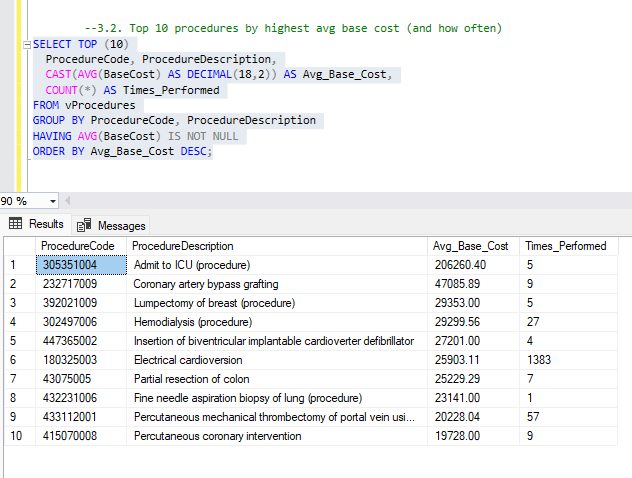 --3.2. Top 10 procedures by highest avg base cost (and how often)
SELECT TOP (10)
ProcedureCode, ProcedureDescription,
CAST(AVG(BaseCost) AS DECIMAL(18,2)) AS Avg_Base_Cost,
COUNT(*) AS Times_Performed
FROM vProcedures
GROUP BY ProcedureCode, ProcedureDescription
HAVING AVG(BaseCost) IS NOT NULL
ORDER BY Avg_Base_Cost DESC;
90 %
Results Messages
ProcedureCode ProcedureDescription Avg_Base_Cost Times_Performed
1 305351004 Admit to ICU (procedure) 206260.40 5
2 232717009 Coronary artery bypass grafting 47085.89 9
3 392021009 Lumpectomy of breast (procedure) 29353.00 5
4 302497006 Hemodialysis (procedure) 29299.56 27
5 447365002 Insertion of biventricular implantable cardioverter defibrillator 27201.00 4
6 180325003 Electrical cardioversion 25903.11 1383
7 43075005 Partial resection of colon 25229.29 7
8 432231006 Fine needle aspiration biopsy of lung (procedure) 23141.00 1
9 433112001 Percutaneous mechanical thrombectomy of portal vein usi... 20228.04 57
10 415070008 Percutaneous coronary intervention 19728.00 9